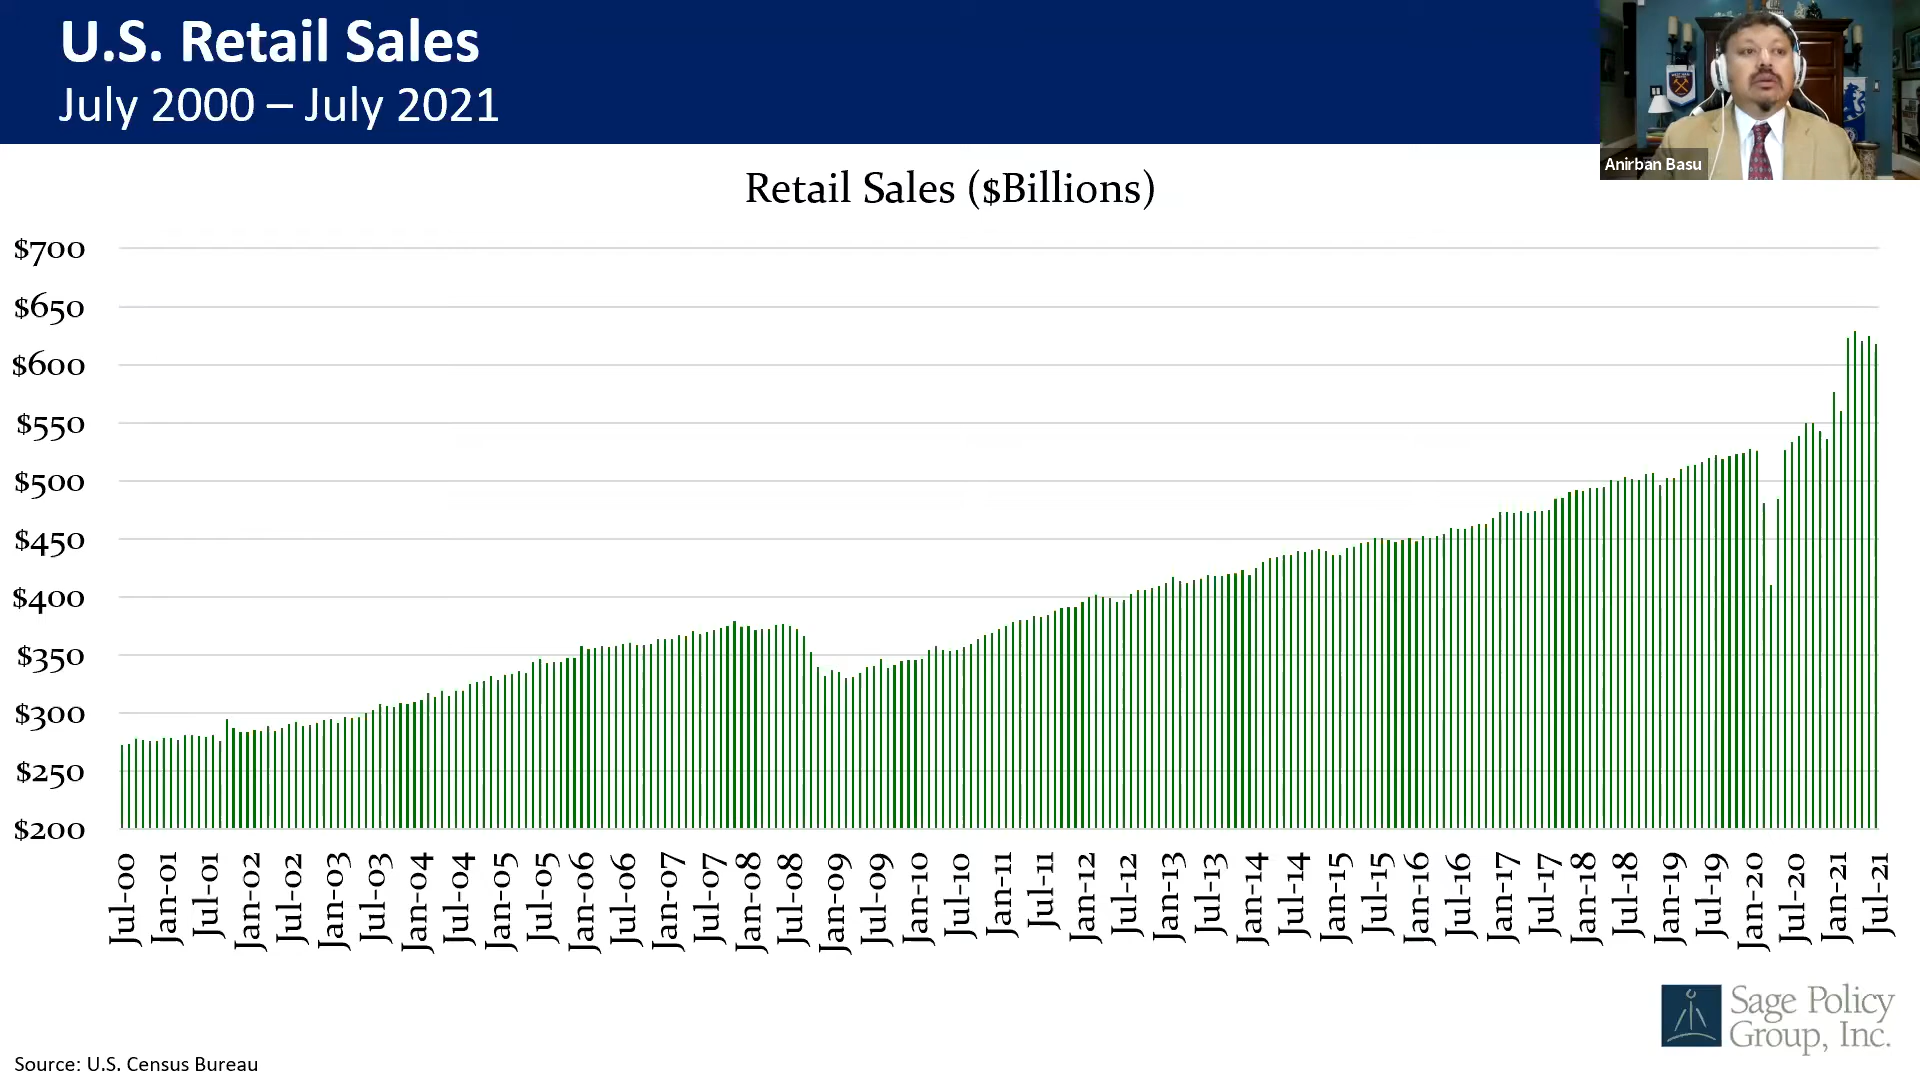 U.S. Retail Sales
July 2000 – July 2021
Anirban Basu
Retail Sales ($Billions)
$700
$650
$600
$550
$500
$450
$400
$350
$300
$250
$200
Jul-00
Jan-01
Jul-01
Jan-02
Jul-02
Jan-03
Jul-03
Jan-04
Jul-04
Jan-05
Jul-05
Jan-06
Jul-06
Jan-07
Jul-07
Jan-08
Jul-08
Jan-09
Jul-09
Jan-10
Jul-10
Jan-11
Jul-11
Jan-12
Jul-12
Jan-13
Jul-13
Jan-14
Jul-14
Jan-15
Jul-15
Jan-16
Jul-16
Jan-17
Jul-17
Jan-18
Jul-18
Jan-19
Jul-19
Jan-20
Jul-20
Jan-21
Jul-21
Sage Policy
Group, Inc.
Source: U.S. Census Bureau